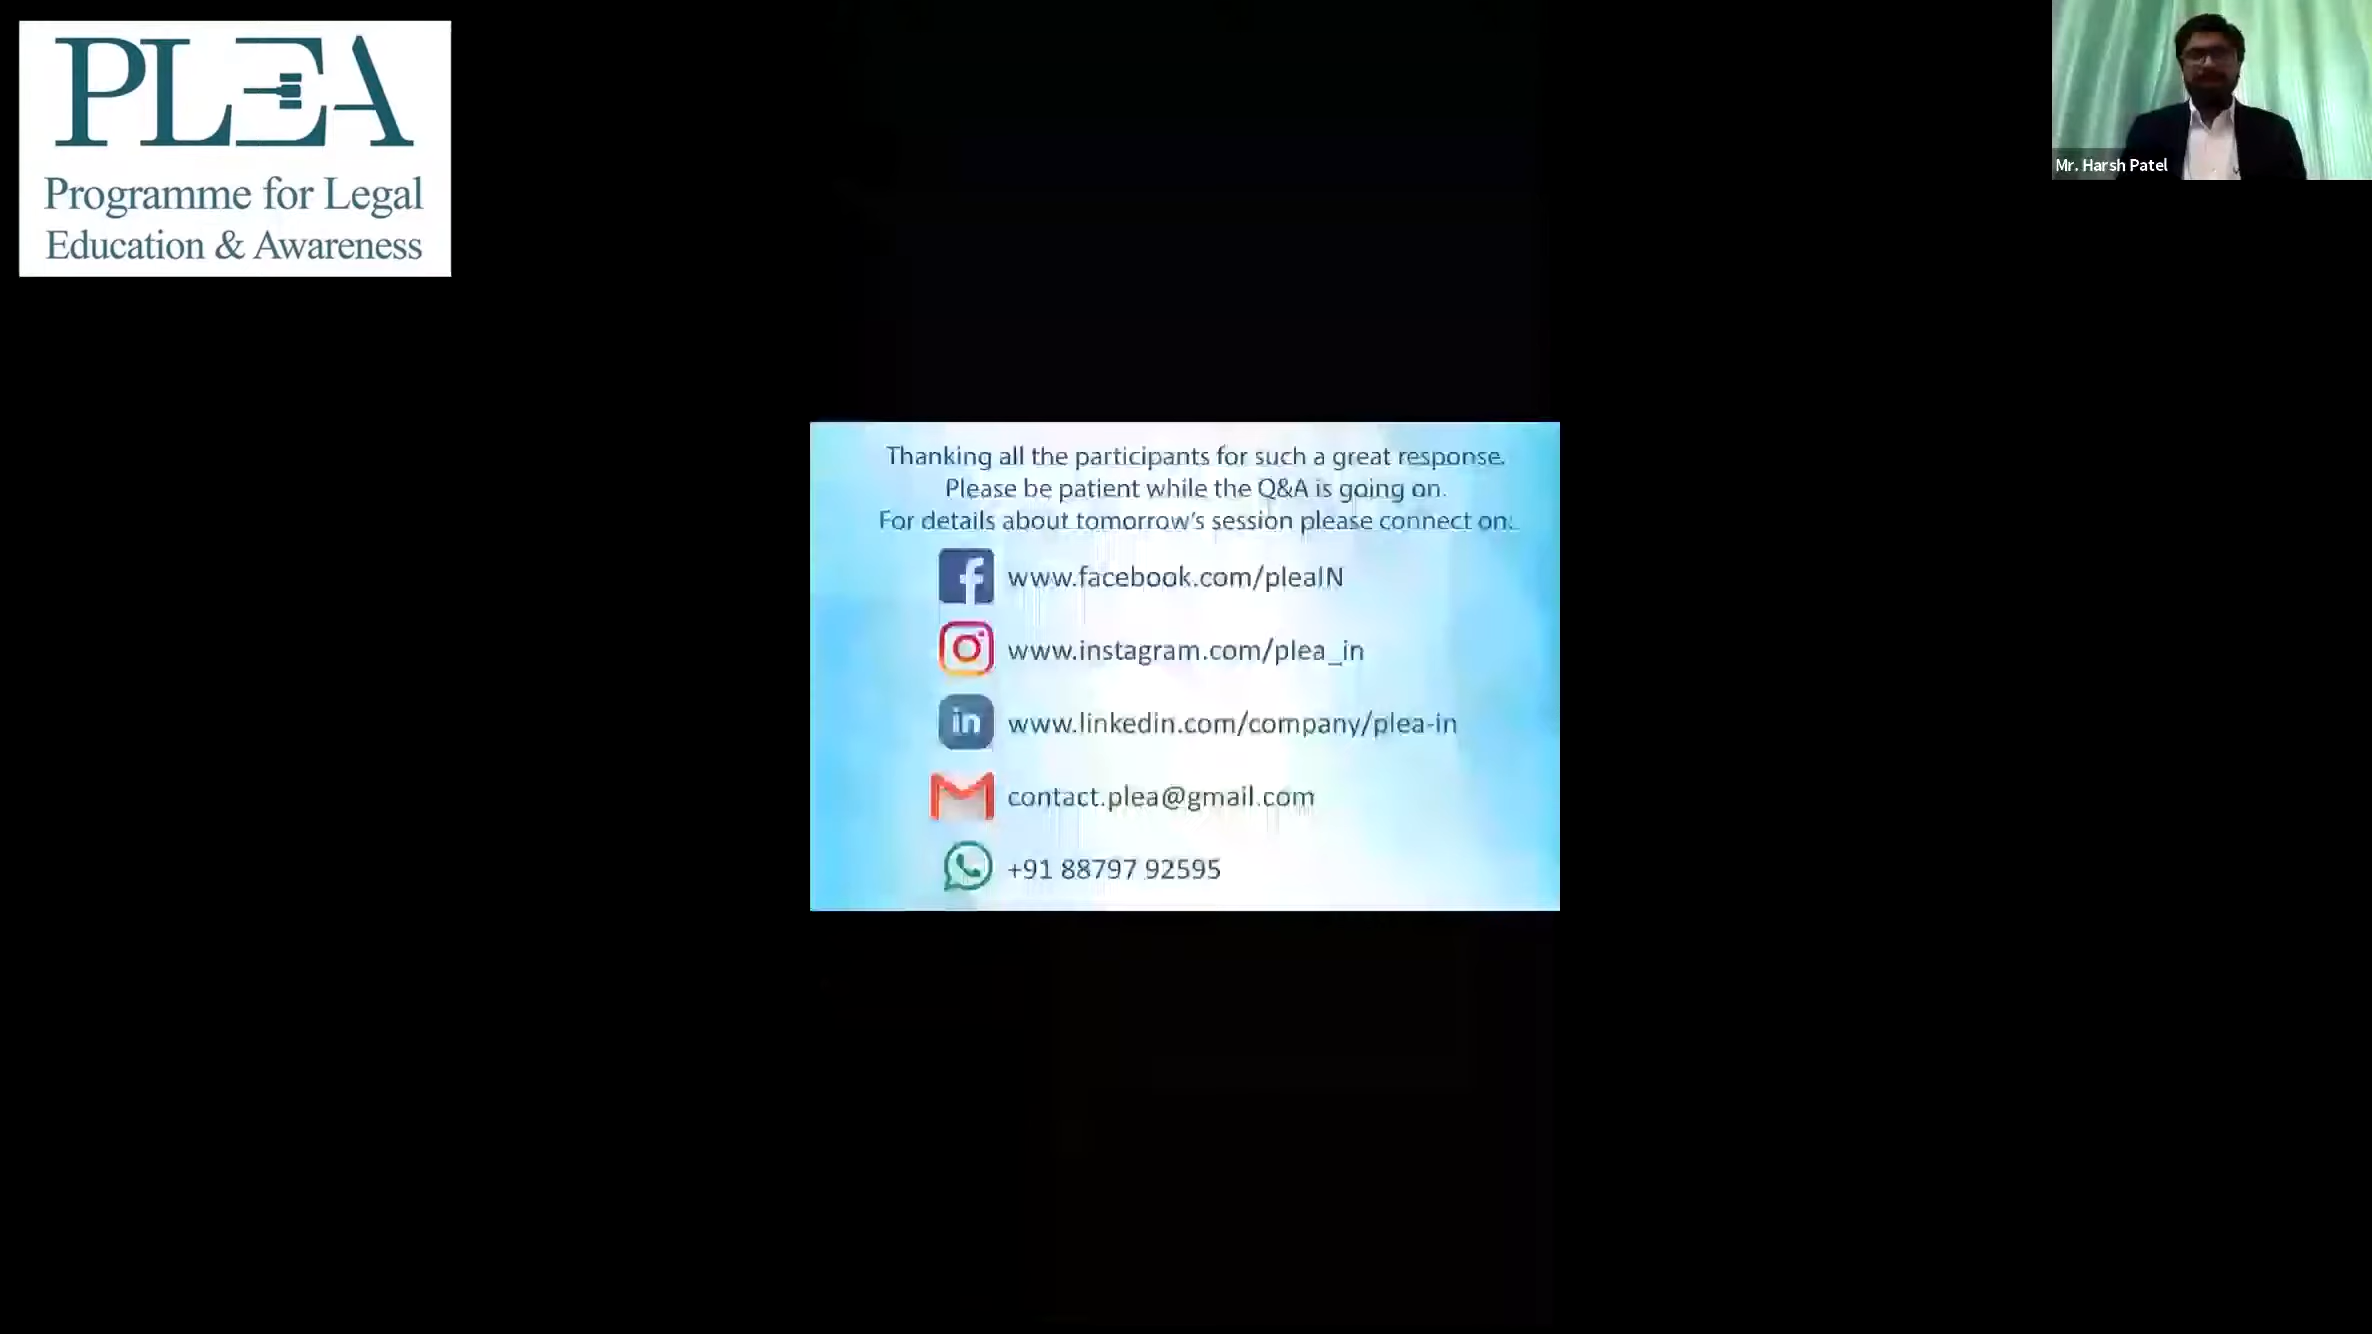 PLEA
Programme for Legal
Education & Awareness
Mr. Harsh Patel
Thanking all the participants for such a great response.
Please be patient while the Q&A is going on.
For details about tomorrow's session please connect on:
www.facebook.com/pleaIN
www.instagram.com/plea_in
in www.linkedin.com/company/plea-in
contact.plea@gmail.com
+91 88797 92595